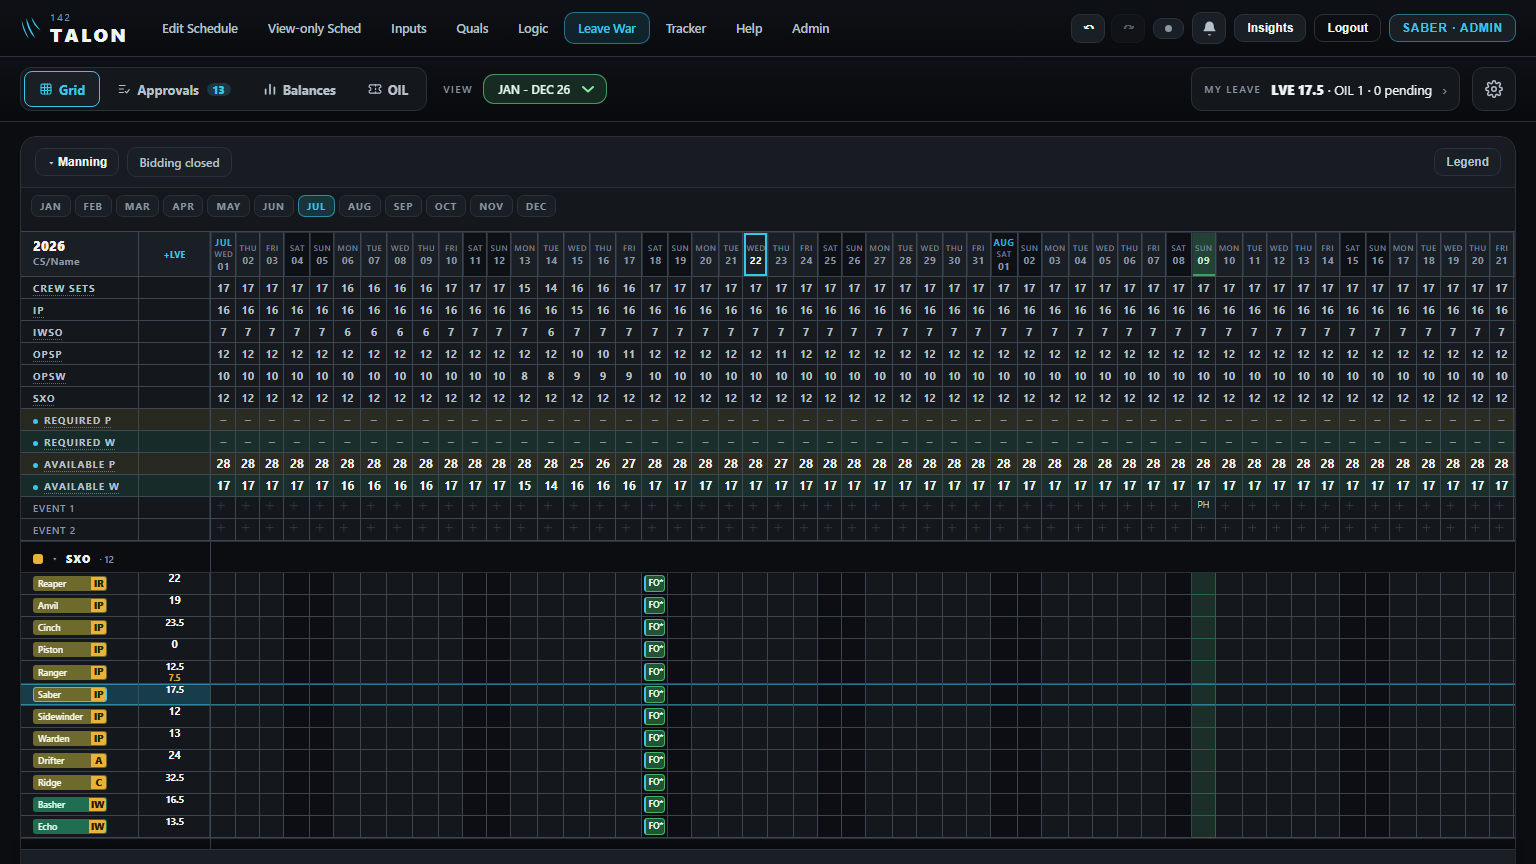 142
TALON
Edit Schedule View-only Sched Inputs Quals Logic Leave War Tracker Help Admin
Insights Logout SABER · ADMIN
Grid Approvals 13 Balances OIL VIEW JAN - DEC 26
MY LEAVE LVE 17.5 · OIL 1 · 0 pending ›
Manning Bidding closed Legend
JAN FEB MAR APR MAY JUN JUL AUG SEP OCT NOV DEC
2026
CS/Name
+LVE
JUL AUG
WED THU FRI SAT SUN MON TUE WED THU FRI SAT SUN MON TUE WED THU FRI SAT SUN MON TUE WED THU FRI SAT SUN MON TUE WED THU FRI SAT SUN MON TUE WED THU FRI SAT SUN MON TUE WED THU FRI SAT SUN MON TUE WED THU FRI
01 02 03 04 05 06 07 08 09 10 11 12 13 14 15 16 17 18 19 20 21 22 23 24 25 26 27 28 29 30 31 01 02 03 04 05 06 07 08 09 10 11 12 13 14 15 16 17 18 19 20 21
CREW SETS 17 17 17 17 17 16 16 16 16 17 17 17 15 14 16 16 16 17 17 17 17 17 17 17 17 17 17 17 17 17 17 17 17 17 17 17 17 17 17 17 17 17 17 17 17 17 17 17 17 17 17 17
IP 16 16 16 16 16 16 16 16 16 16 16 16 16 16 15 16 16 16 16 16 16 16 16 16 16 16 16 16 16 16 16 16 16 16 16 16 16 16 16 16 16 16 16 16 16 16 16 16 16 16 16 16
IWSO 7 7 7 7 7 6 6 6 6 7 7 7 7 6 7 7 7 7 7 7 7 7 7 7 7 7 7 7 7 7 7 7 7 7 7 7 7 7 7 7 7 7 7 7 7 7 7 7 7 7 7 7
OPSP 12 12 12 12 12 12 12 12 12 12 12 12 12 12 10 10 11 12 12 12 12 12 11 12 12 12 12 12 12 12 12 12 12 12 12 12 12 12 12 12 12 12 12 12 12 12 12 12 12 12 12 12
OPSW 10 10 10 10 10 10 10 10 10 10 10 10 8 8 9 9 9 10 10 10 10 10 10 10 10 10 10 10 10 10 10 10 10 10 10 10 10 10 10 10 10 10 10 10 10 10 10 10 10 10 10 10
SXO 12 12 12 12 12 12 12 12 12 12 12 12 12 12 12 12 12 12 12 12 12 12 12 12 12 12 12 12 12 12 12 12 12 12 12 12 12 12 12 12 12 12 12 12 12 12 12 12 12 12 12 12
REQUIRED P – – – – – – – – – – – – – – – – – – – – – – – – – – – – – – – – – – – – – – – – – – – – – – – – – – – –
REQUIRED W – – – – – – – – – – – – – – – – – – – – – – – – – – – – – – – – – – – – – – – – – – – – – – – – – – – –
AVAILABLE P 28 28 28 28 28 28 28 28 28 28 28 28 28 28 25 26 27 28 28 28 28 28 27 28 28 28 28 28 28 28 28 28 28 28 28 28 28 28 28 28 28 28 28 28 28 28 28 28 28 28 28 28
AVAILABLE W 17 17 17 17 17 16 16 16 16 17 17 17 15 14 16 16 16 17 17 17 17 17 17 17 17 17 17 17 17 17 17 17 17 17 17 17 17 17 17 17 17 17 17 17 17 17 17 17 17 17 17 17
EVENT 1 + + + + + + + + + + + + + + + + + + + + + + + + + + + + + + + + + + + + + + + PH + + + + + + + + + + + +
EVENT 2 + + + + + + + + + + + + + + + + + + + + + + + + + + + + + + + + + + + + + + + + + + + + + + + + + + + +
· SXO · 12
Reaper IR 22 FO*
Anvil IP 19 FO*
Cinch IP 23.5 FO*
Piston IP 0 FO*
Ranger IP 12.5 FO*
7.5
Saber IP 17.5 FO*
Sidewinder IP 12 FO*
Warden IP 13 FO*
Drifter A 24 FO*
Ridge C 32.5 FO*
Basher IW 16.5 FO*
Echo IW 13.5 FO*